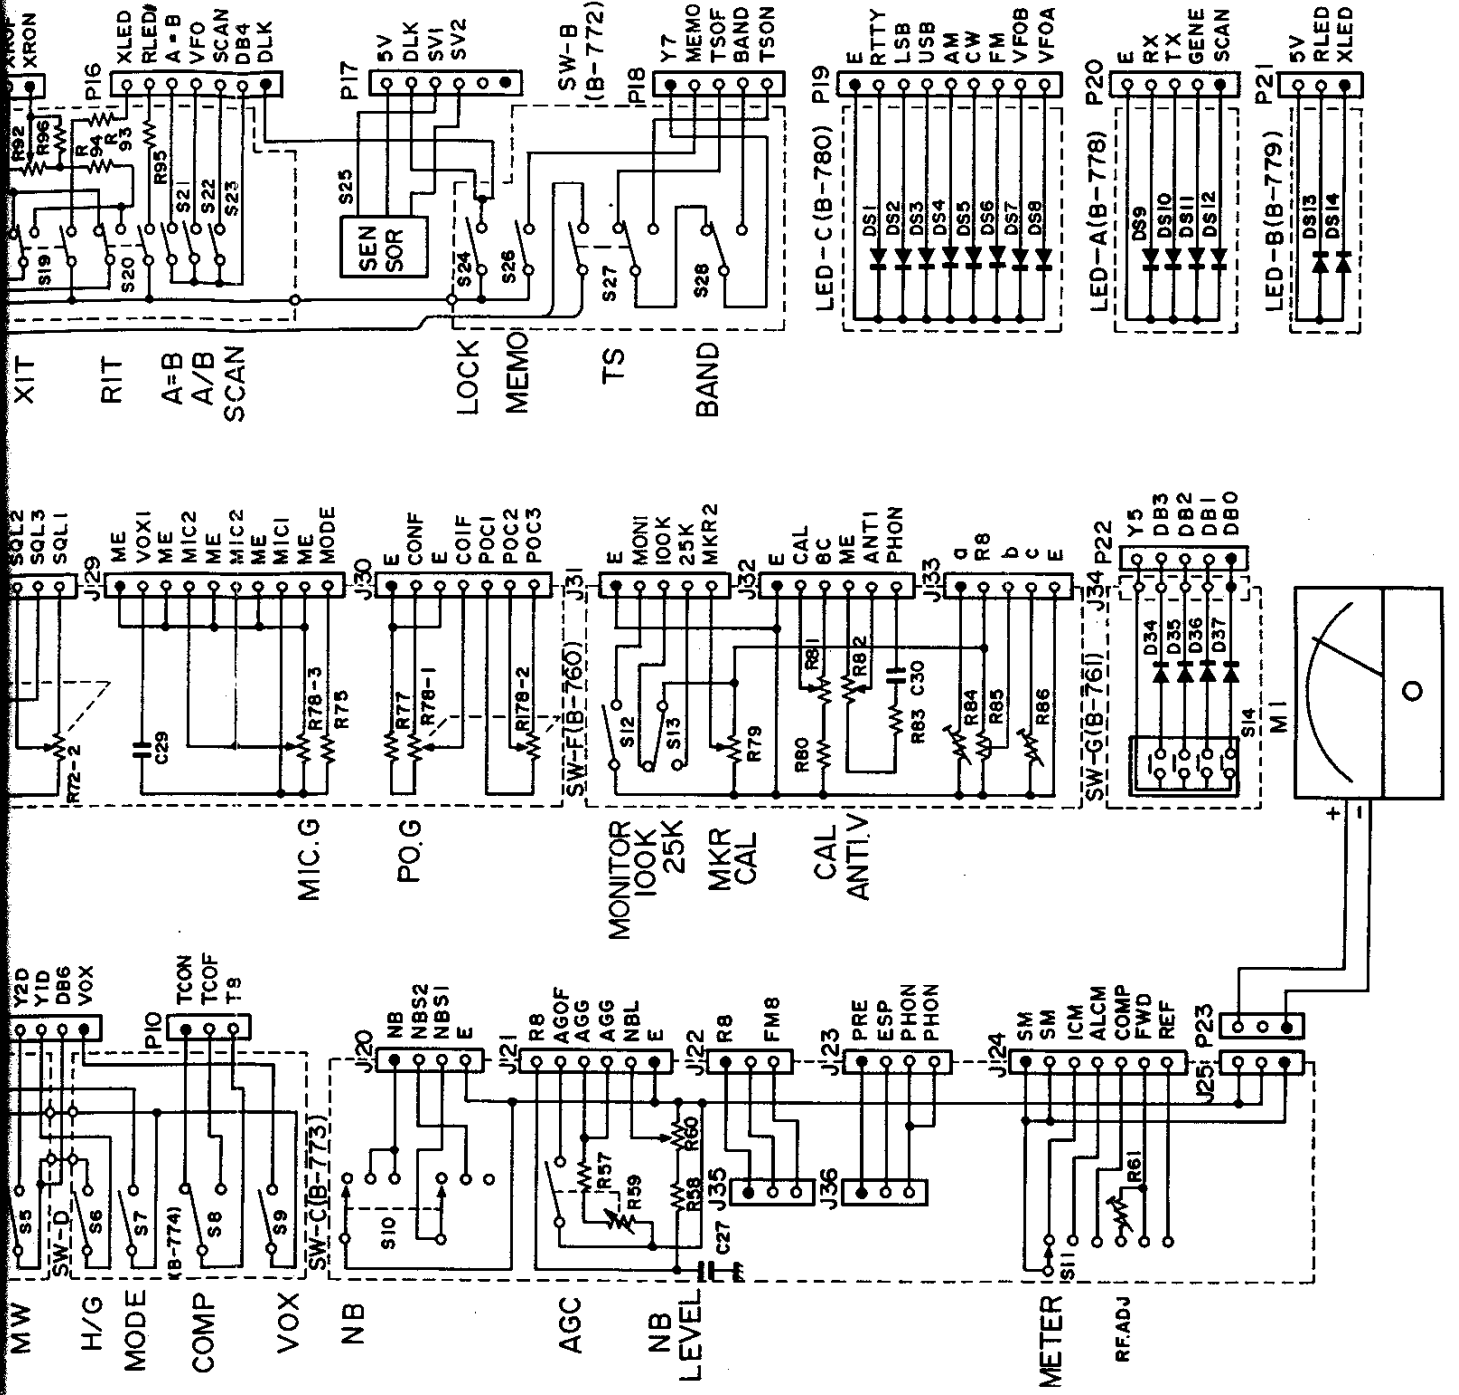 XRON
P16
XLED
RLED#
A=B
VFO
SCAN
DB4
DLK
P17
5V
DLK
SV1
SV2
SW-B
(B-772)
P18
Y7
MEMO
TSOF
BAND
TSON
P19
E
RTTY
LSB
USB
AM
CW
FM
VFOB
VFOA
P20
E
RX
TX
GENE
SCAN
P21
5V
RLED
XLED
R92
R96
R
94
R
93
R95
S21
S22
S23
S19
S20
S25
SEN
SOR
S24
S26
S27
S28
LED-C(B-780)
DS1
DS2
DS3
DS4
DS5
DS6
DS7
DS8
LED-A(B-778)
DS9
DS10
DS11
DS12
LED-B(B-779)
DS13
DS14
XIT
RIT
A=B
A/B
SCAN
LOCK
MEMO
TS
BAND
SQL2
SQL3
SQL1
J29
ME
VOX1
ME
MIC2
ME
MIC2
ME
MIC1
ME
MODE
J30
E
CONF
E
COIF
POC1
POC2
POC3
J31
E
MONI
100K
25K
MKR2
J32
E
CAL
8C
ME
ANT1
PHON
J33
a
R8
b
c
E
J34
P22
Y5
DB3
DB2
DB1
DB0
R72-2
C29
R78-3
R75
R77
R78-1
R178-2
SW-F(B-760)
S12
S13
R79
R80
R81
R82
R83
C30
R84
R85
R86
SW-G(B-761)
D34
D35
D36
D37
S14
M1
+
-
MIC.G
PO.G
MONITOR
100K
25K
MKR
CAL
CAL
ANTI.V
Y2D
Y1D
DB6
VOX
P10
TCON
TCOF
T8
J20
NB
NBS2
NBS1
E
J21
R8
AGOF
AGG
AGG
NBL
E
J22
R8
FM8
J23
PRE
ESP
PHON
PHON
J24
SM
SM
ICM
ALCM
COMP
FWD
REF
J25
P23
S5
SW-D
S6
S7
(B-774)
S8
S9
SW-C(B-773)
S10
R57
R59
R60
R58
C27
J35
J36
S11
R61
MW
H/G
MODE
COMP
VOX
NB
AGC
NB
LEVEL
METER
RF.ADJ